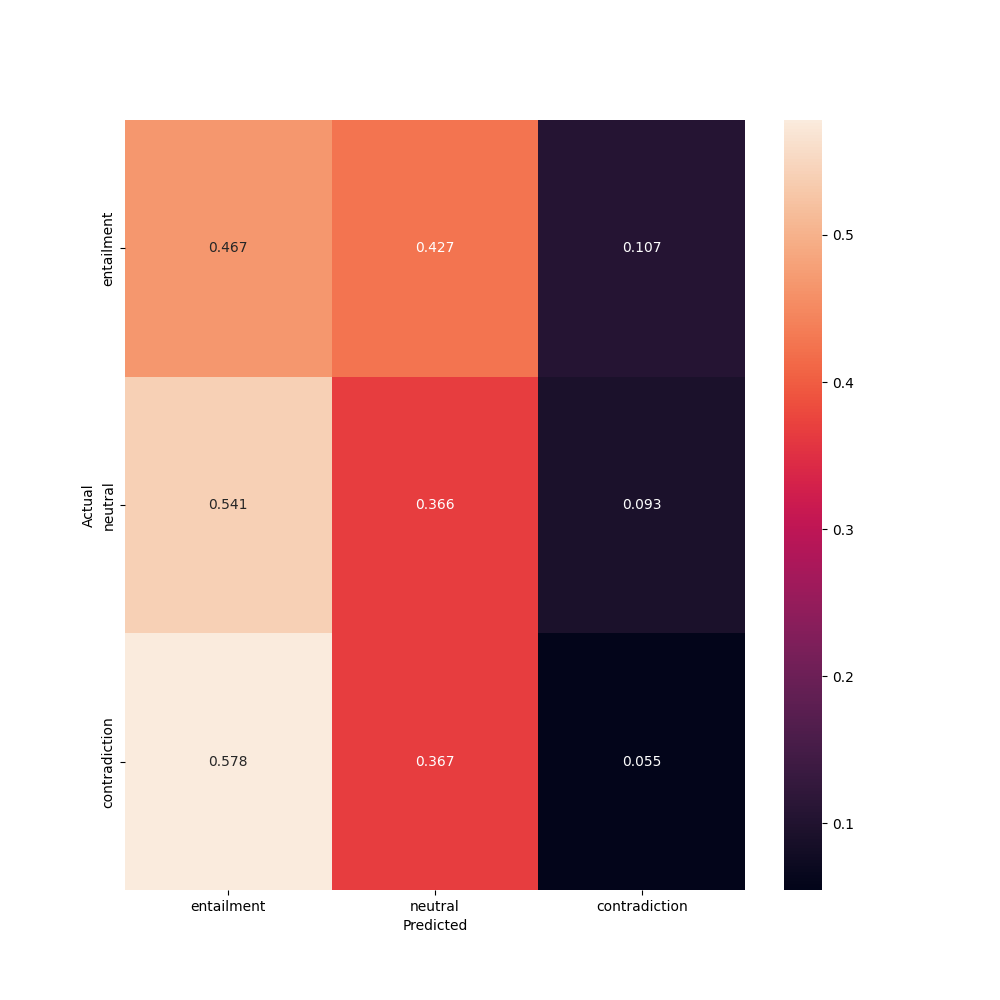 entailment
0.467 0.427 0.107
0.5
0.4
Actual
neutral
0.541 0.366 0.093
0.3
0.2
contradiction
0.578 0.367 0.055
0.1
entailment neutral contradiction
Predicted